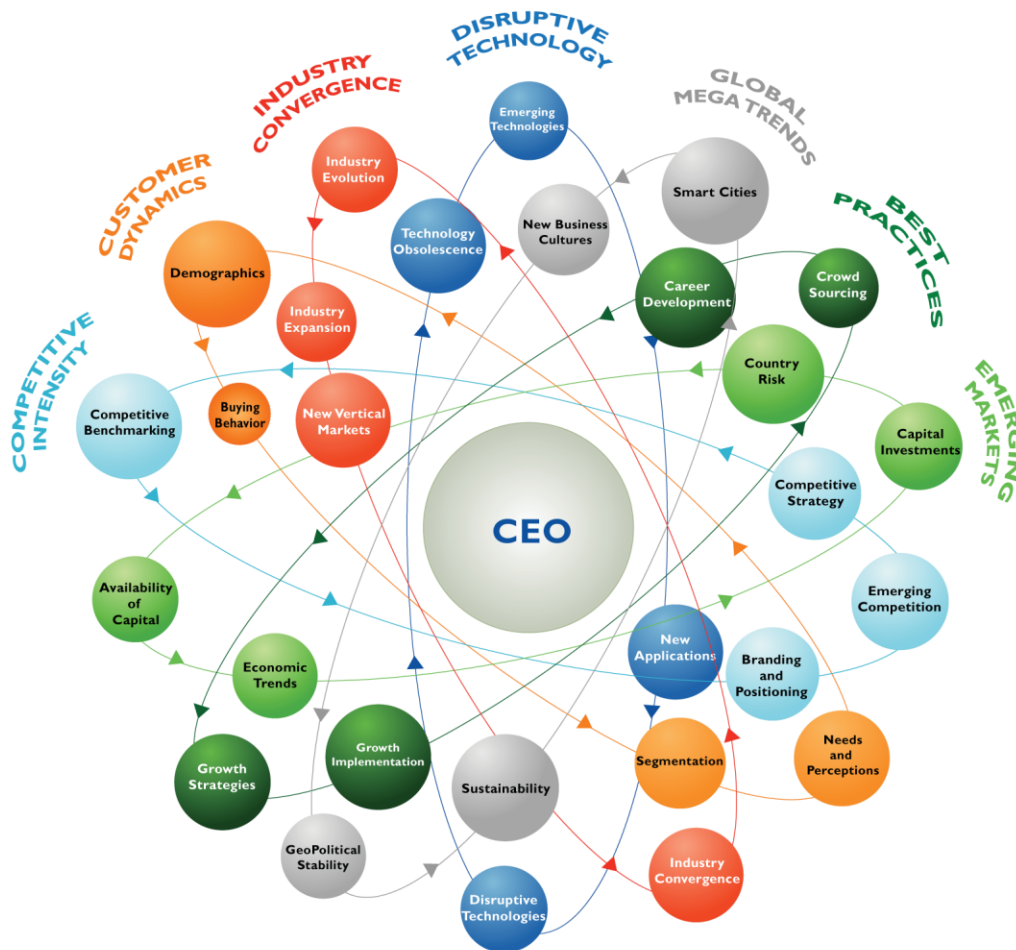 DISRUPTIVE
TECHNOLOGY
INDUSTRY
CONVERGENCE
GLOBAL
MEGA TRENDS
CUSTOMER
DYNAMICS
BEST
PRACTICES
COMPETITIVE
INTENSITY
EMERGING
MARKETS
Emerging
Technologies
Industry
Evolution
Smart Cities
Technology
Obsolescence
New Business
Cultures
Demographics
Career
Development
Crowd
Sourcing
Industry
Expansion
Country
Risk
Competitive
Benchmarking
Buying
Behavior
New Vertical
Markets
Capital
Investments
Competitive
Strategy
CEO
Availability
of
Capital
Emerging
Competition
New
Applications
Economic
Trends
Branding
and
Positioning
Growth
Strategies
Growth
Implementation
Sustainability
Segmentation
Needs
and
Perceptions
GeoPolitical
Stability
Industry
Convergence
Disruptive
Technologies